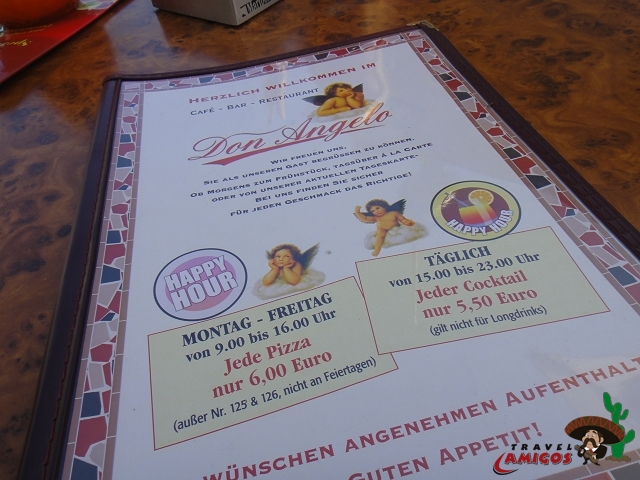 HERZLICH WILLKOMMEN IM
CAFÉ - BAR - RESTAURANT
Don Angelo
WIR FREUEN UNS,
SIE ALS UNSEREN GAST BEGRÜSSEN ZU KÖNNEN.
OB MORGENS ZUM FRÜHSTÜCK, TAGSÜBER À LA CARTE
ODER VON UNSERER AKTUELLEN TAGESKARTE-
BEI UNS FINDEN SIE SICHER
FÜR JEDEN GESCHMACK DAS RICHTIGE!
HAPPY HOUR
HAPPY
HOUR
TÄGLICH
von 15.00 bis 23.00 Uhr
Jeder Cocktail
nur 5,50 Euro
(gilt nicht für Longdrinks)
MONTAG - FREITAG
von 9.00 bis 16.00 Uhr
Jede Pizza
nur 6,00 Euro
(außer Nr. 125 & 126, nicht an Feiertagen)
WÜNSCHEN ANGENEHMEN AUFENTHALT
GUTEN APPETIT!
TRAVEL
AMIGOS